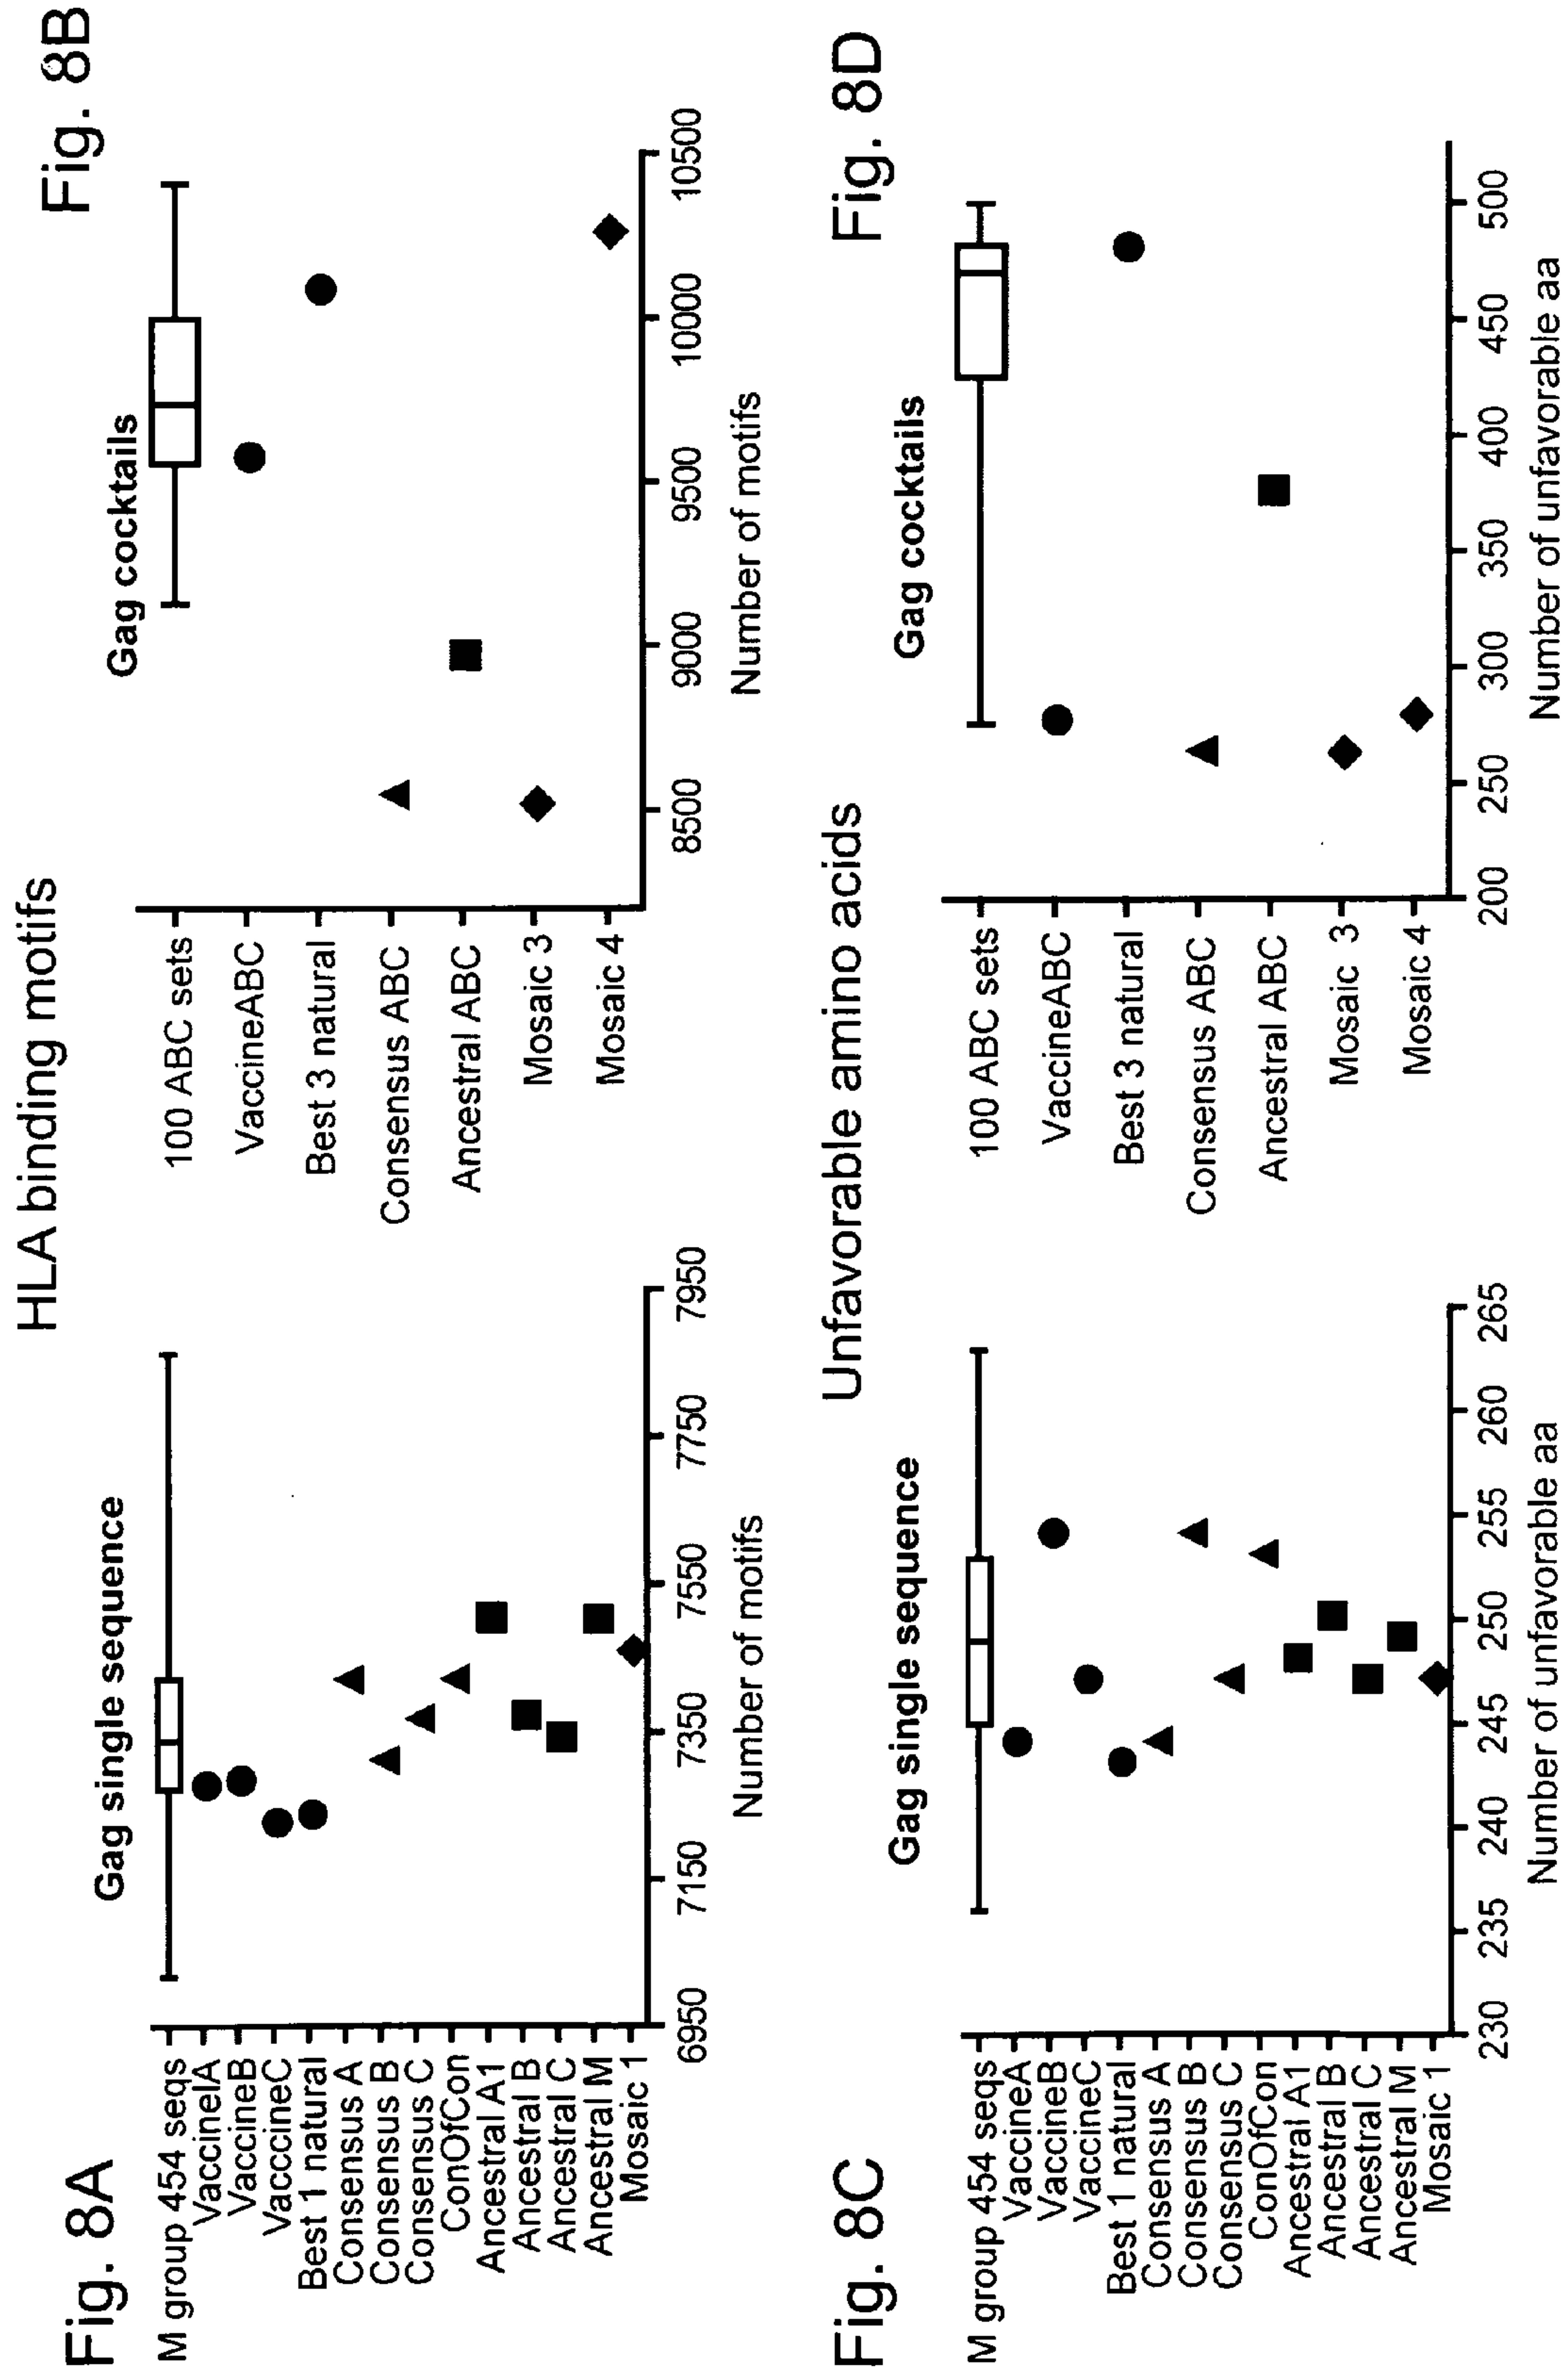 HLA binding motifs
Fig. 8A
Gag single sequence
M group 454 seqs
VaccineIA
VaccineB
VacccineC
Best 1 natural
Consensus A
Consensus B
Consensus C
ConOfCon
Ancestral A1
Ancestral B
Ancestral C
Ancestral M
Mosaic 1
6950 7150 7350 7550 7750 7950
Number of motifs
Fig. 8B
Gag cocktails
100 ABC sets
VaccineABC
Best 3 natural
Consensus ABC
Ancestral ABC
Mosaic 3
Mosaic 4
8500 9000 9500 10000 10500
Number of motifs
Unfavorable amino acids
Fig. 8C
Gag single sequence
M group 454 seqs
VaccineA
VaccineB
VaccineC
Best 1 natural
Consensus A
Consensus B
Consensus C
ConOfCon
Ancestral A1
Ancestral B
Ancestral C
Ancestral M
Mosaic 1
230 235 240 245 250 255 260 265
Number of unfavorable aa
Fig. 8D
Gag cocktails
100 ABC sets
VaccineABC
Best 3 natural
Consensus ABC
Ancestral ABC
Mosaic 3
Mosaic 4
200 250 300 350 400 450 500
Number of unfavorable aa